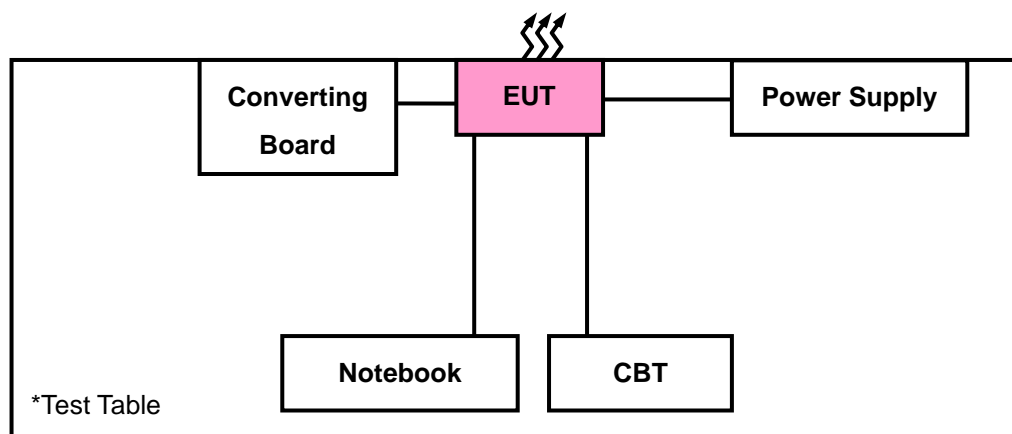 Converting
Board
EUT
Power Supply
Notebook
CBT
*Test Table